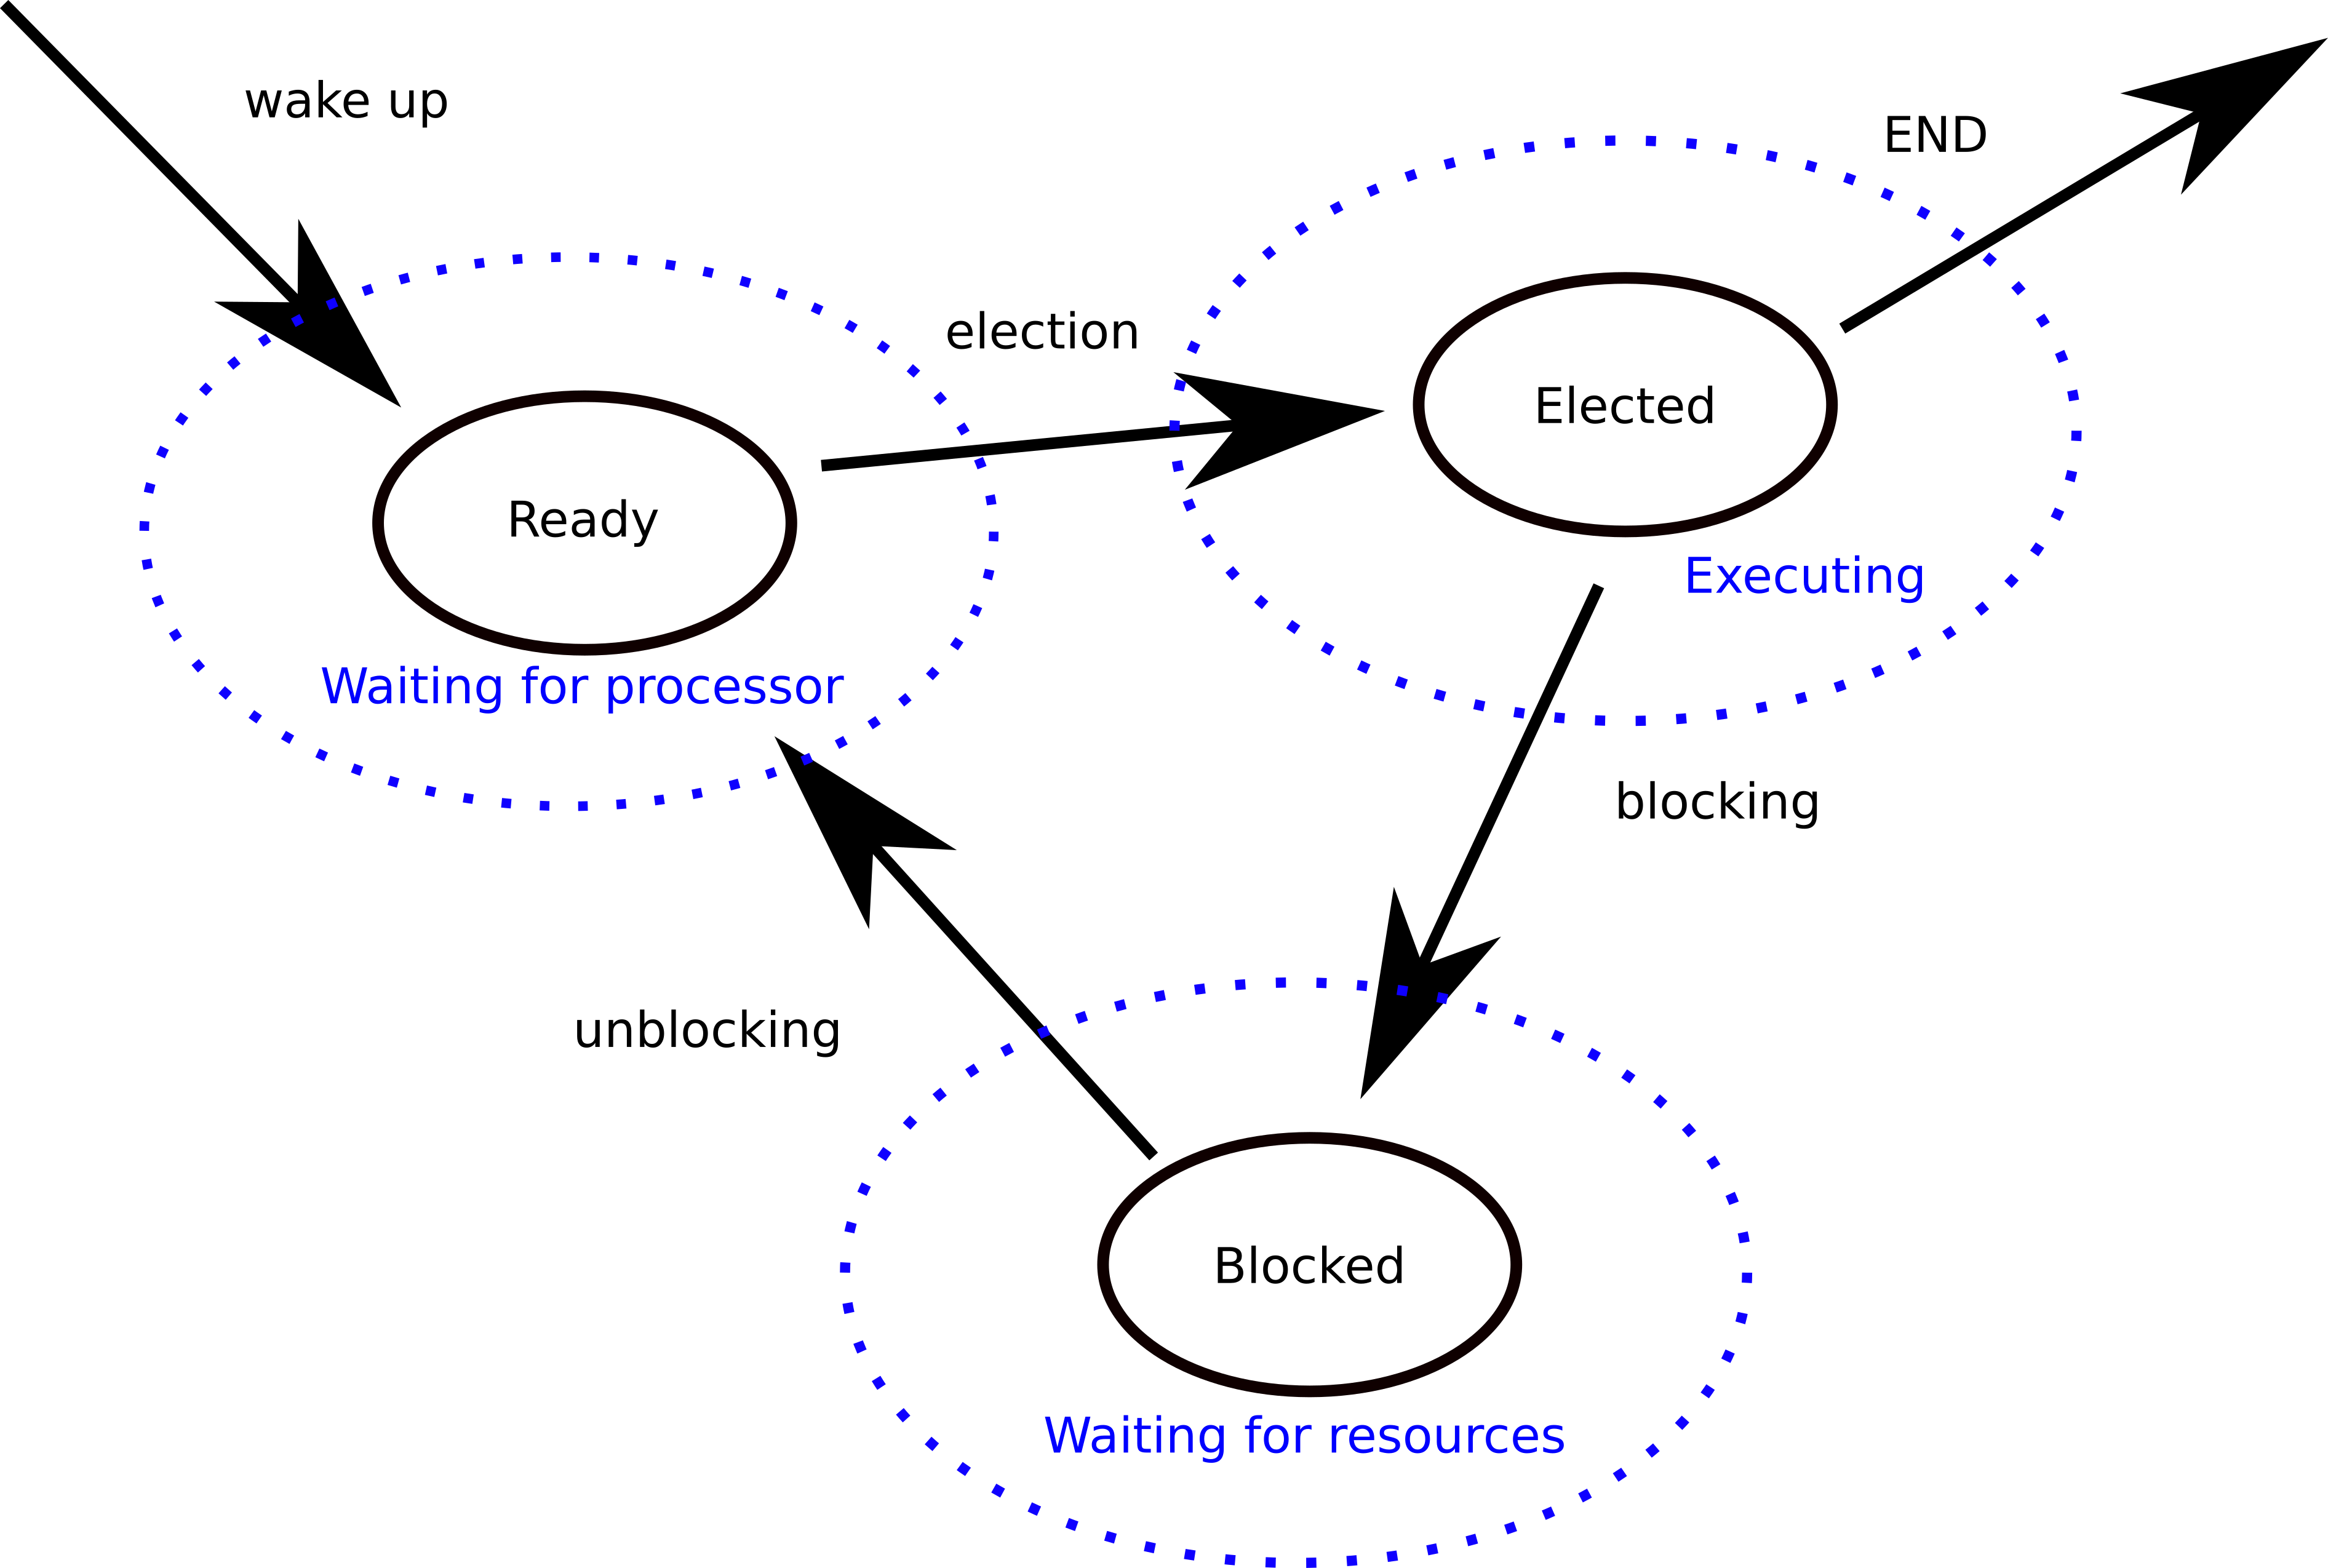 wake up
END
election
Elected
Ready
Executing
Waiting for processor
blocking
unblocking
Blocked
Waiting for resources